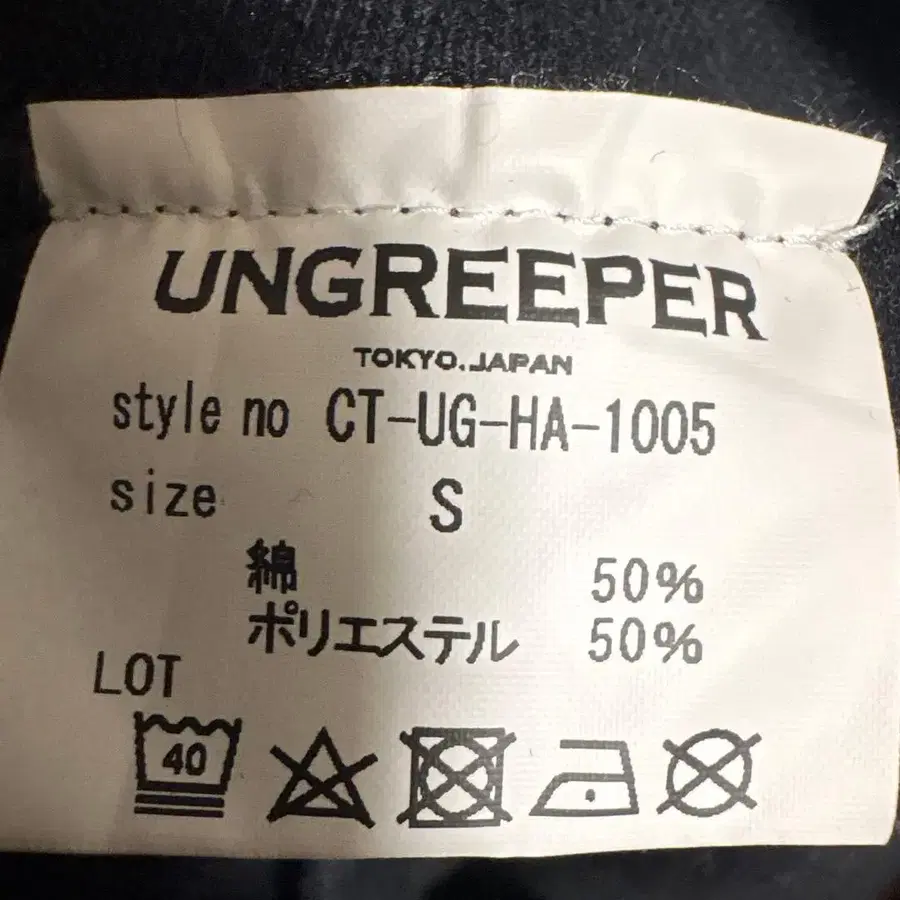 UNGREEPER
TOKYO.JAPAN
style no CT-UG-HA-1005
size S
綿 50%
ポリエステル 50%
LOT
40